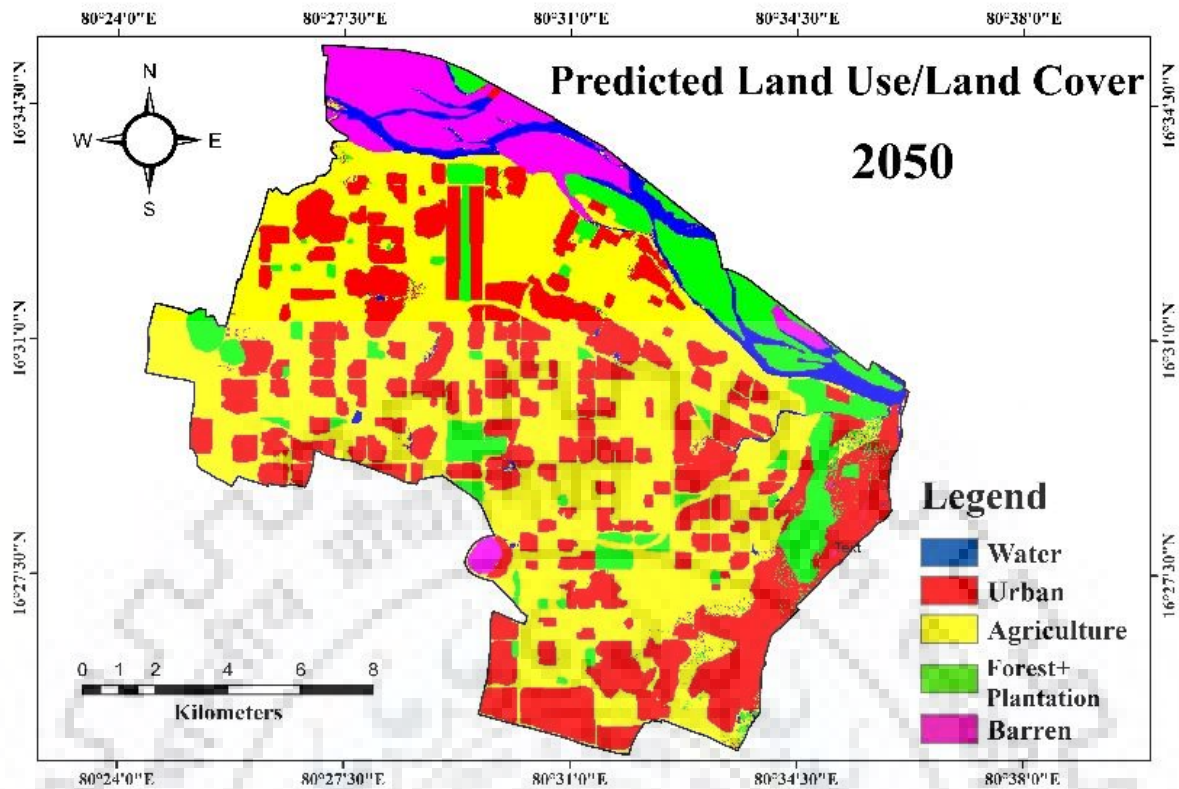 80°24'0"E 80°27'30"E 80°31'0"E 80°34'30"E 80°38'0"E
Predicted Land Use/Land Cover
2050
N
W E
S
16°34'30"N 16°34'30"N
16°31'0"N 16°31'0"N
16°27'30"N 16°27'30"N
Text
Legend
Water
Urban
Agriculture
Forest+
Plantation
Barren
0 1 2 4 6 8
Kilometers
80°24'0"E 80°27'30"E 80°31'0"E 80°34'30"E 80°38'0"E